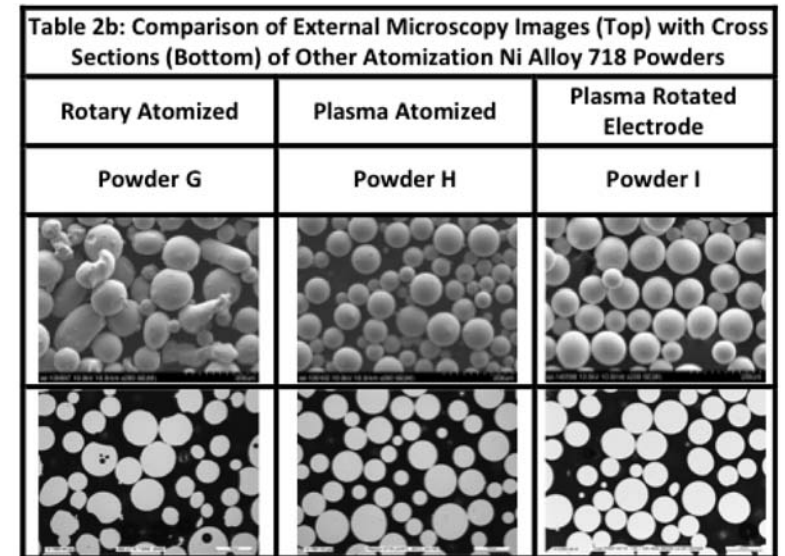 Table 2b: Comparison of External Microscopy Images (Top) with Cross
Sections (Bottom) of Other Atomization Ni Alloy 718 Powders
Rotary Atomized
Plasma Atomized
Plasma Rotated
Electrode
Powder G
Powder H
Powder I